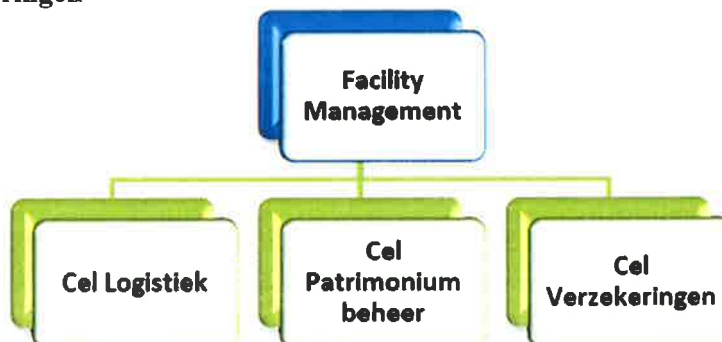 Facility
Management
Cel Logistiek
Cel
Patrimonium
beheer
Cel
Verzekeringen